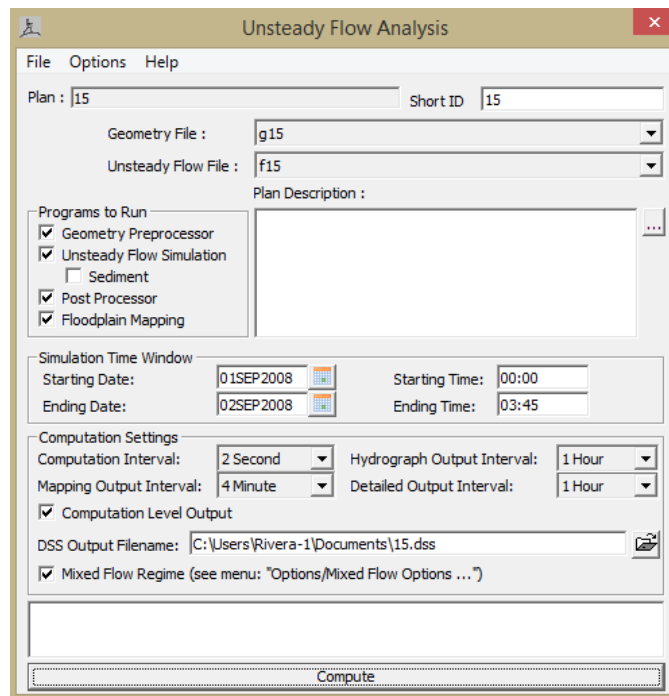 Unsteady Flow Analysis
File Options Help
Plan : 15 Short ID 15
Geometry File : g15
Unsteady Flow File : f15
Plan Description :
Programs to Run
Geometry Preprocessor
Unsteady Flow Simulation
Sediment
Post Processor
Floodplain Mapping
...
Simulation Time Window
Starting Date: 01SEP2008 Starting Time: 00:00
Ending Date: 02SEP2008 Ending Time: 03:45
Computation Settings
Computation Interval: 2 Second Hydrograph Output Interval: 1 Hour
Mapping Output Interval: 4 Minute Detailed Output Interval: 1 Hour
Computation Level Output
DSS Output Filename: C:\Users\Rivera-1\Documents\15.dss
Mixed Flow Regime (see menu: "Options/Mixed Flow Options ...")
Compute